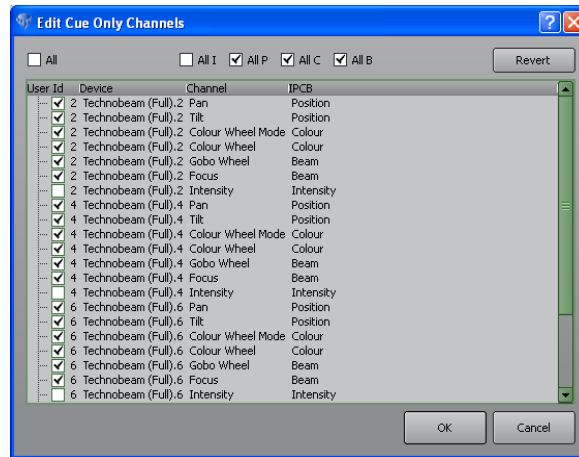 Edit Cue Only Channels
All All I All P All C All B Revert
User Id Device Channel IPCB
2 Technobeam (Full).2 Pan Position
2 Technobeam (Full).2 Tilt Position
2 Technobeam (Full).2 Colour Wheel Mode Colour
2 Technobeam (Full).2 Colour Wheel Colour
2 Technobeam (Full).2 Gobo Wheel Beam
2 Technobeam (Full).2 Focus Beam
2 Technobeam (Full).2 Intensity Intensity
4 Technobeam (Full).4 Pan Position
4 Technobeam (Full).4 Tilt Position
4 Technobeam (Full).4 Colour Wheel Mode Colour
4 Technobeam (Full).4 Colour Wheel Colour
4 Technobeam (Full).4 Gobo Wheel Beam
4 Technobeam (Full).4 Focus Beam
4 Technobeam (Full).4 Intensity Intensity
6 Technobeam (Full).6 Pan Position
6 Technobeam (Full).6 Tilt Position
6 Technobeam (Full).6 Colour Wheel Mode Colour
6 Technobeam (Full).6 Colour Wheel Colour
6 Technobeam (Full).6 Gobo Wheel Beam
6 Technobeam (Full).6 Focus Beam
6 Technobeam (Full).6 Intensity Intensity
OK Cancel